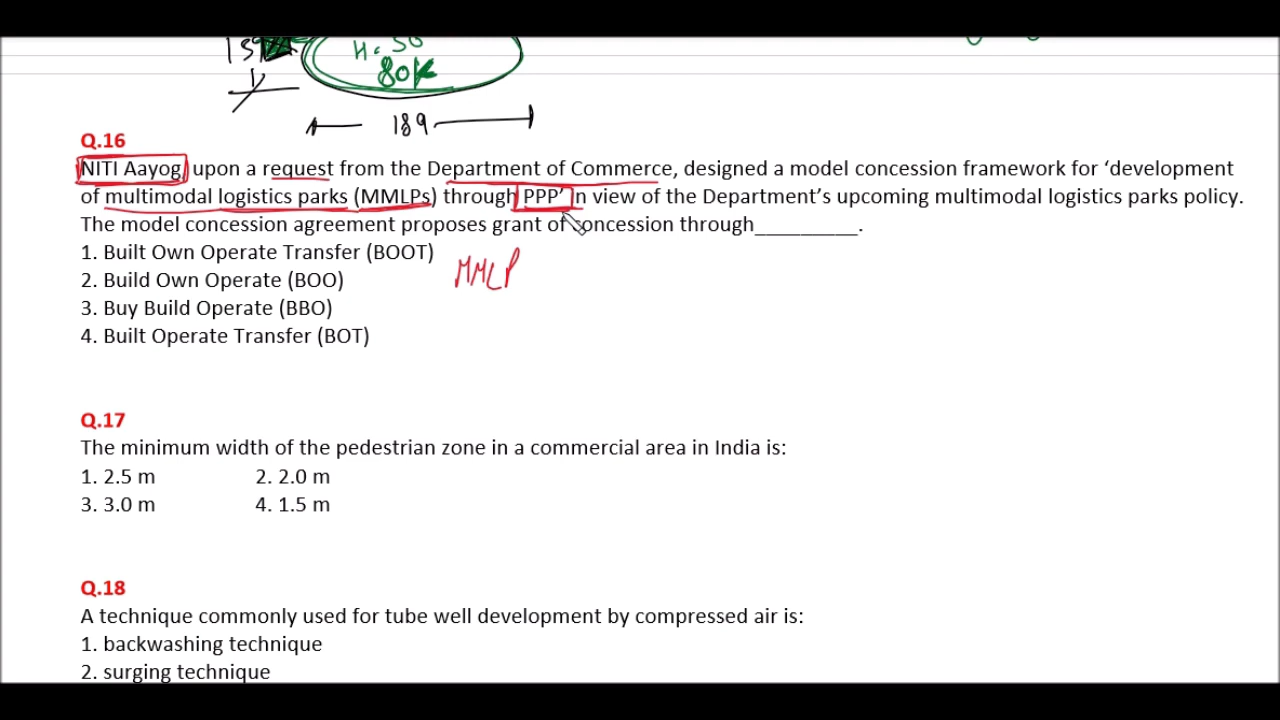 H. 50
80k
189
Q.16
NITI Aayog, upon a request from the Department of Commerce, designed a model concession framework for ‘development
of multimodal logistics parks (MMLPs) through PPP’ in view of the Department’s upcoming multimodal logistics parks policy.
The model concession agreement proposes grant of concession through_________.
1. Built Own Operate Transfer (BOOT)
2. Build Own Operate (BOO)
MMLP
3. Buy Build Operate (BBO)
4. Built Operate Transfer (BOT)
Q.17
The minimum width of the pedestrian zone in a commercial area in India is:
1. 2.5 m 2. 2.0 m
3. 3.0 m 4. 1.5 m
Q.18
A technique commonly used for tube well development by compressed air is:
1. backwashing technique
2. surging technique